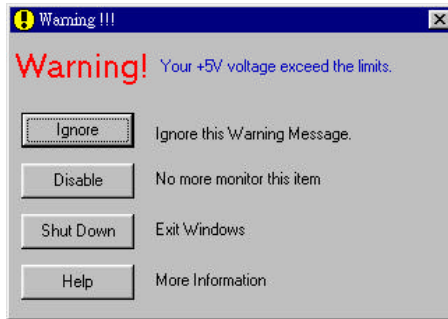 Warning !!!
Warning! Your +5V voltage exceed the limits.
Ignore Ignore this Warning Message.
Disable No more monitor this item
Shut Down Exit Windows
Help More Information